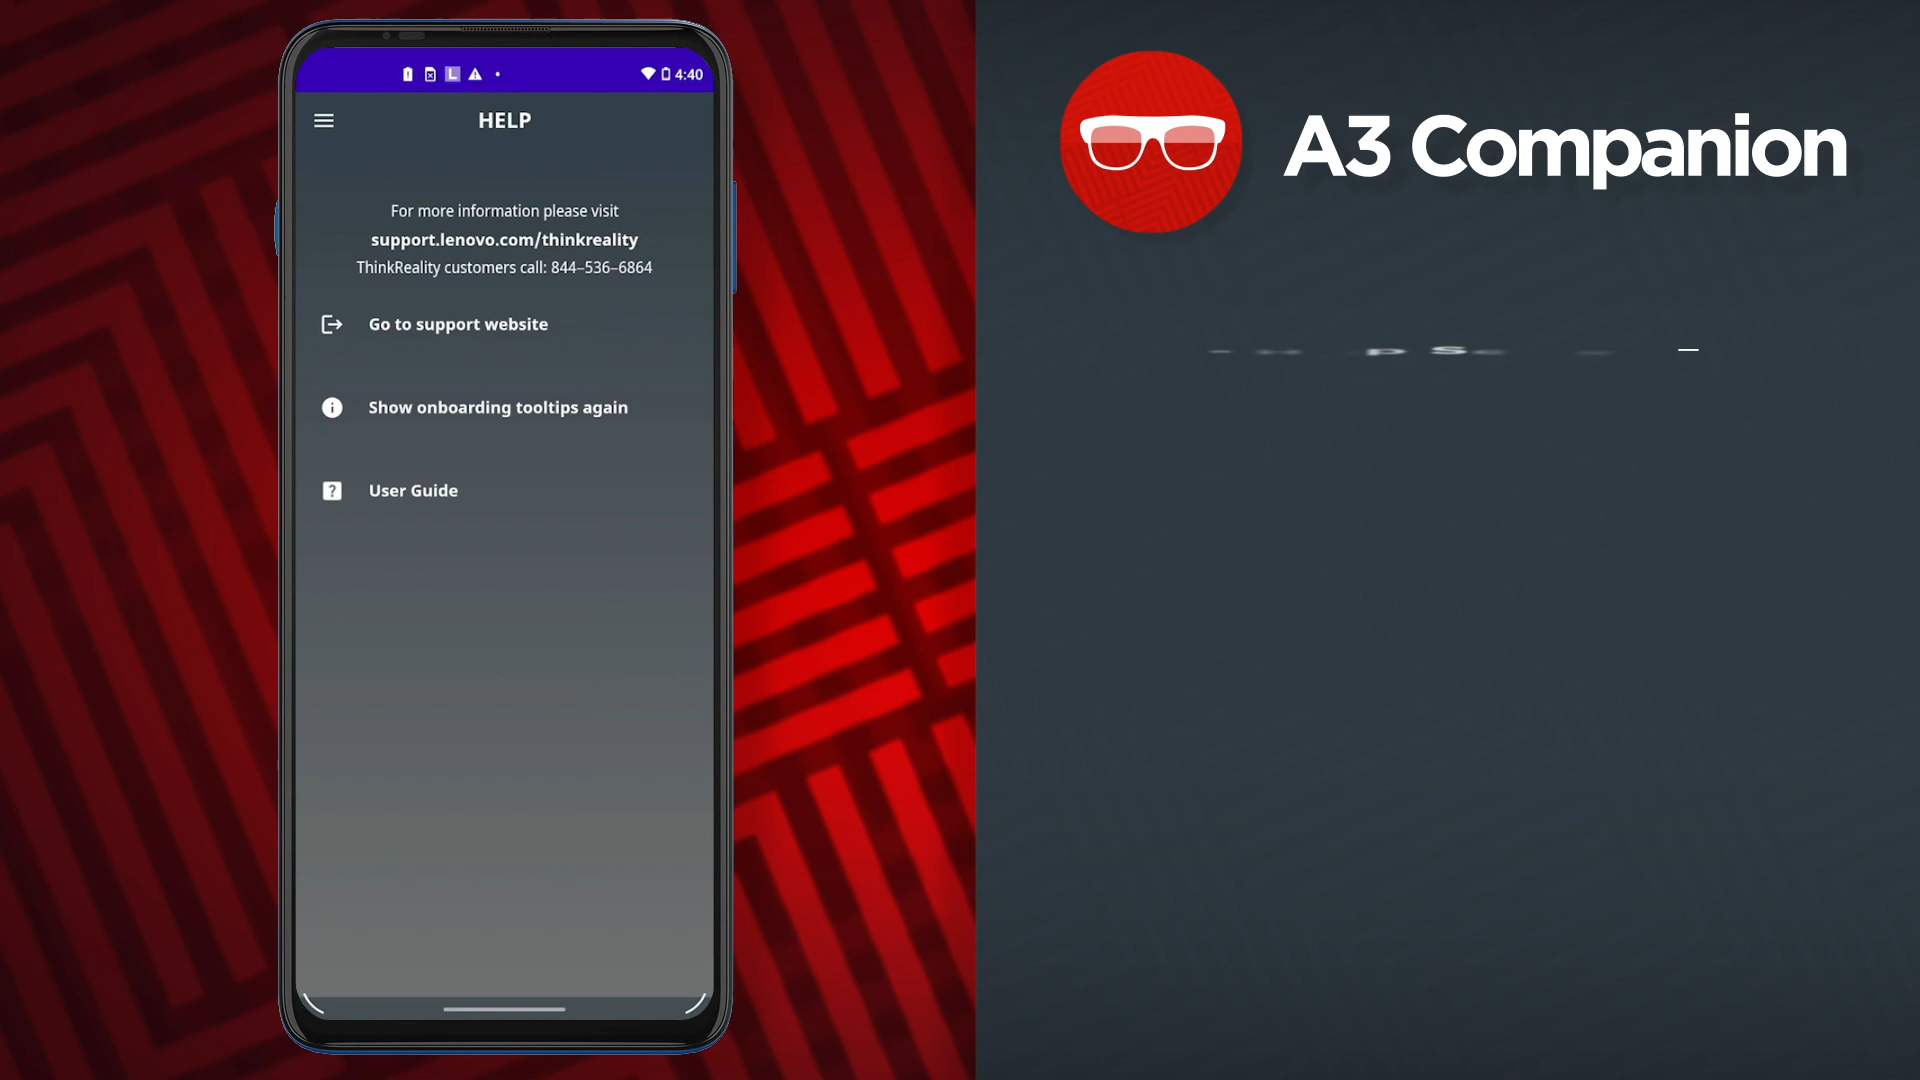 4:40
HELP
For more information please visit
support.lenovo.com/thinkreality
ThinkReality customers call: 844-536-6864
Go to support website
Show onboarding tooltips again
User Guide
A3 Companion